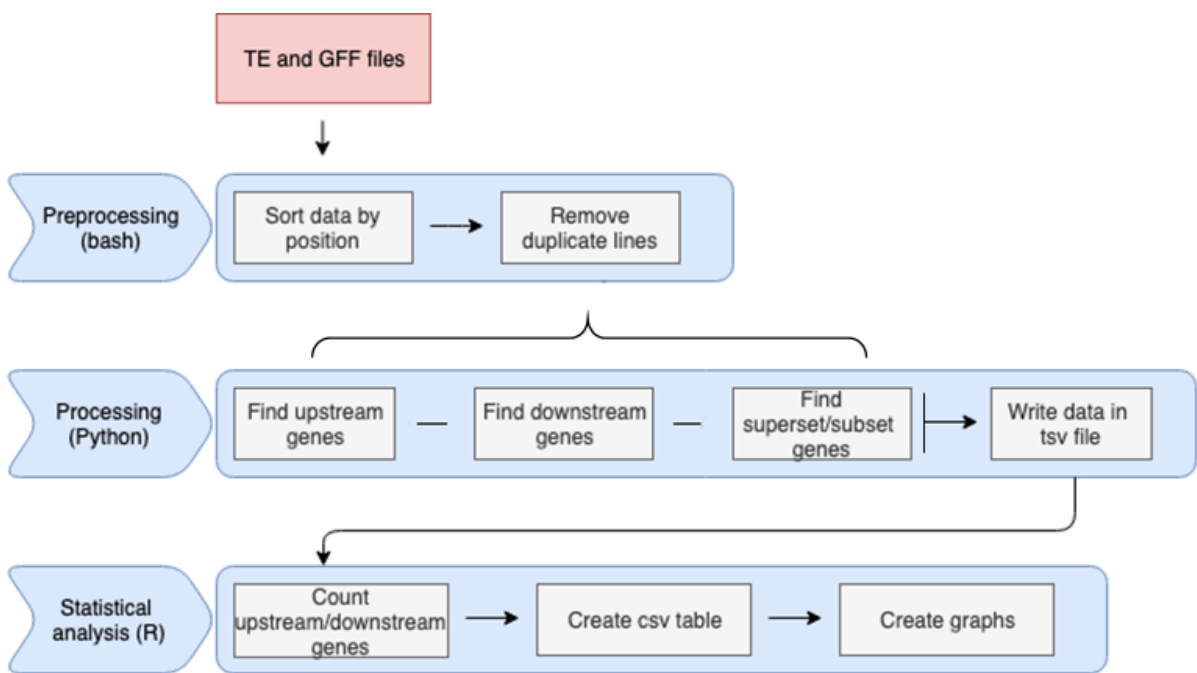 TE and GFF files
Preprocessing
(bash)
Sort data by
position
Remove
duplicate lines
Processing
(Python)
Find upstream
genes
Find downstream
genes
Find
superset/subset
genes
Write data in
tsv file
Statistical
analysis (R)
Count
upstream/downstream
genes
Create csv table
Create graphs